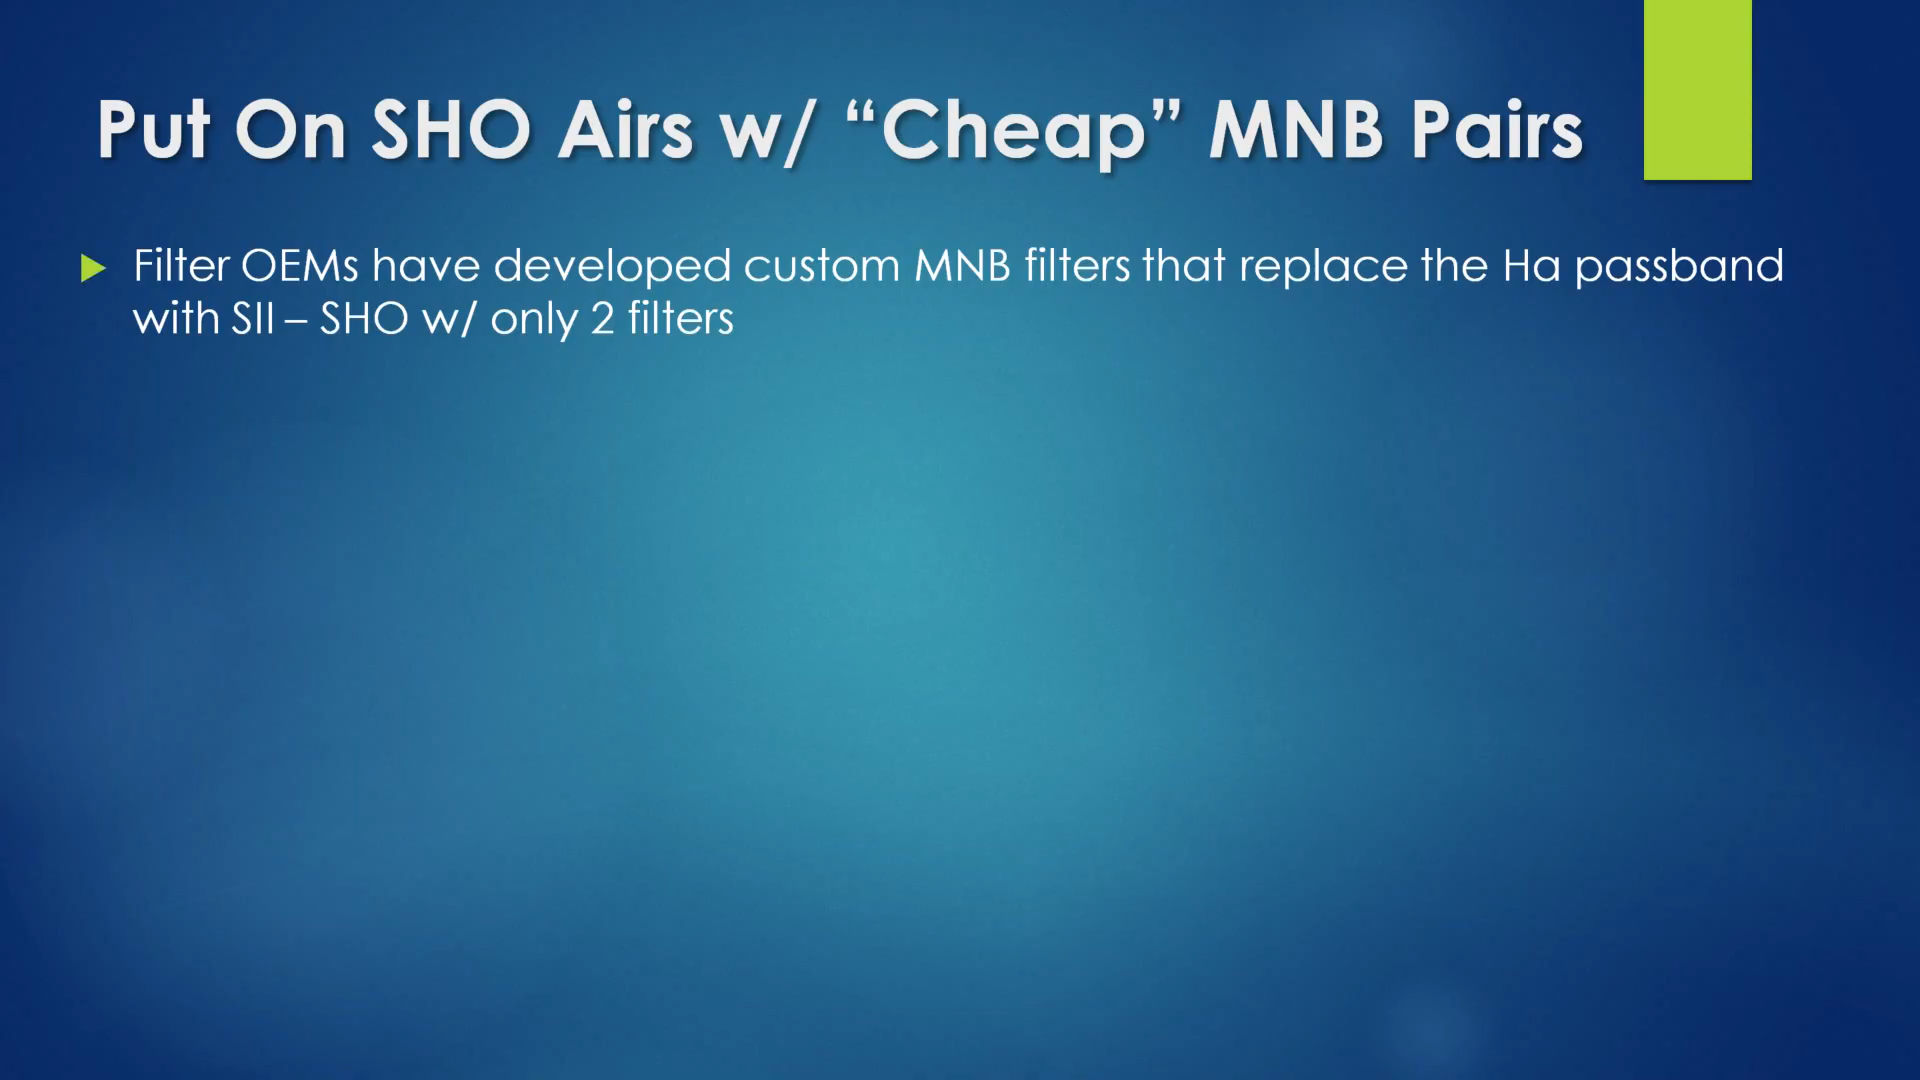 Put On SHO Airs w/ “Cheap” MNB Pairs
Filter OEMs have developed custom MNB filters that replace the Ha passband
with SII – SHO w/ only 2 filters